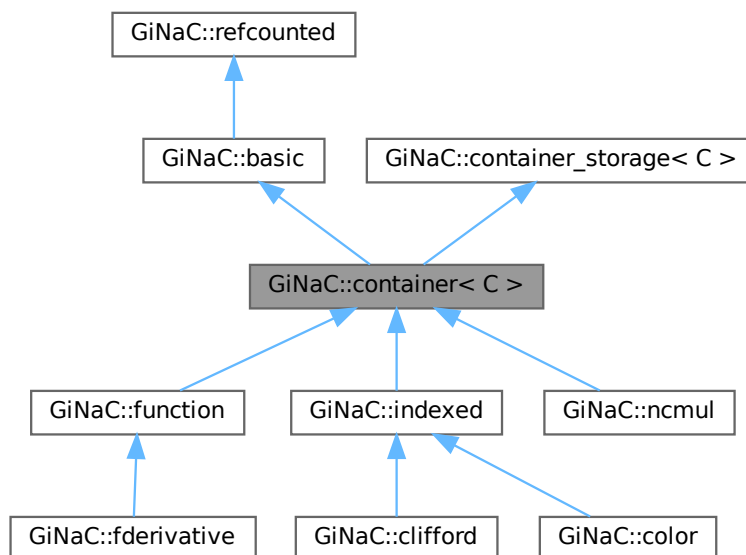 GiNaC::refcounted
GiNaC::basic
GiNaC::container_storage< C >
GiNaC::container< C >
GiNaC::function
GiNaC::indexed
GiNaC::ncmul
GiNaC::fderivative
GiNaC::clifford
GiNaC::color